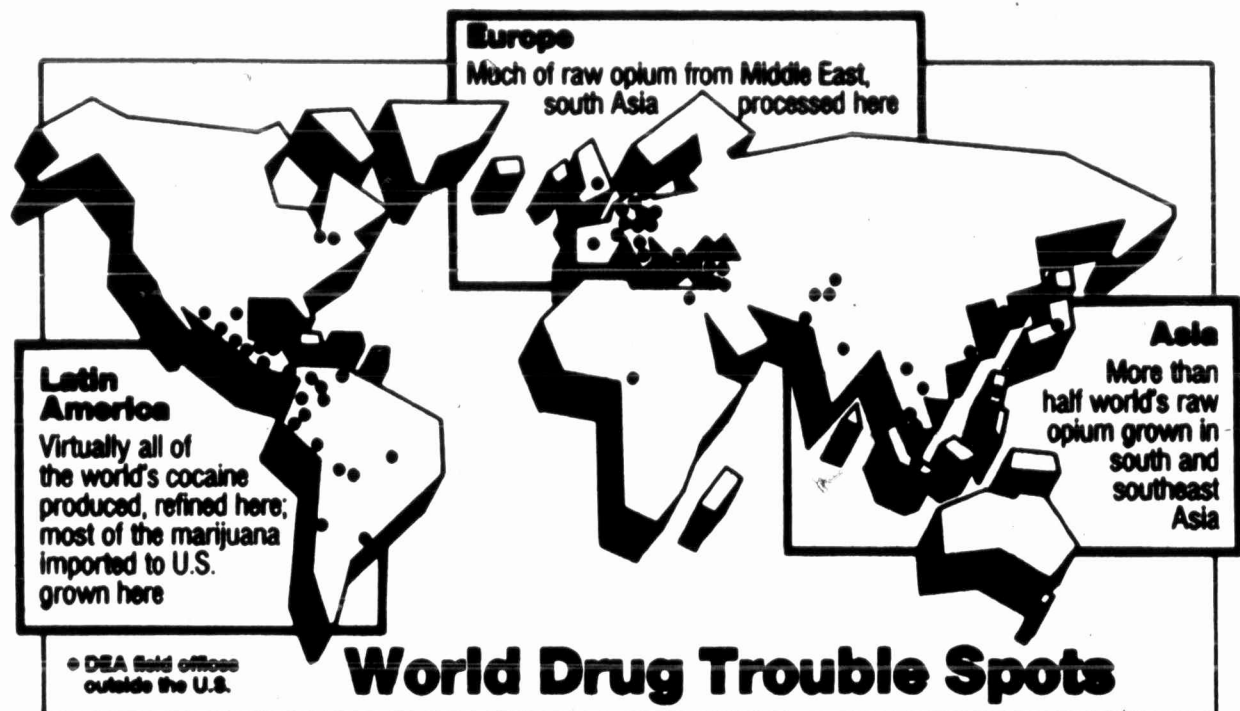 Europe
Much of raw opium from Middle East,
south Asia processed here
Latin
America
Virtually all of
the world's cocaine
produced, refined here;
most of the marijuana
imported to U.S.
grown here
Asia
More than
half world's raw
opium grown in
south and
southeast
Asia
DEA field offices
outside the U.S.
World Drug Trouble Spots